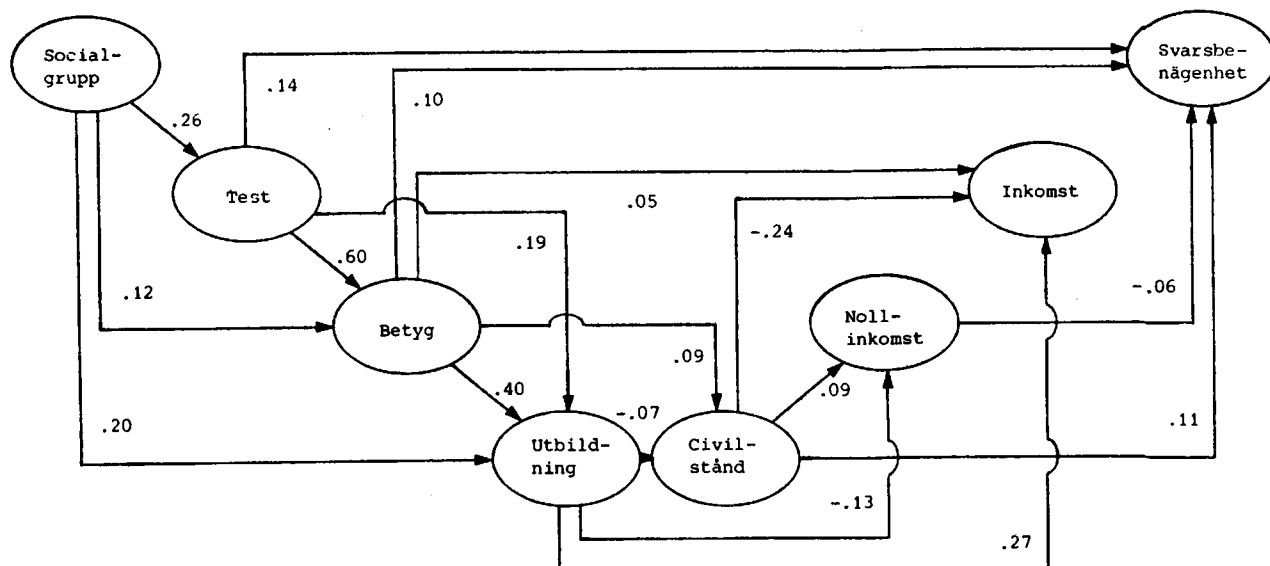 Social-
grupp
Svarsbe-
nägenhet
.14
.10
.26
Test
Inkomst
.05
-.24
.19
.60
.12
-.06
Betyg
Noll-
inkomst
.09
.09
.40
-.07
.20
.11
Utbild-
ning
Civil-
stånd
-.13
.27